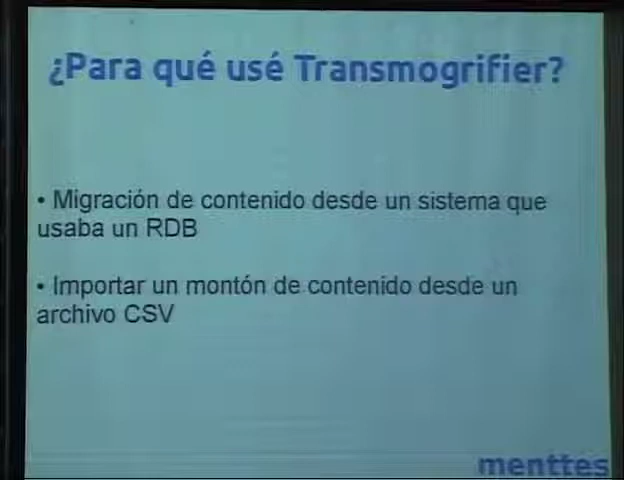 ¿Para qué usé Transmogrifier?
• Migración de contenido desde un sistema que
usaba un RDB
• Importar un montón de contenido desde un
archivo CSV
menttes